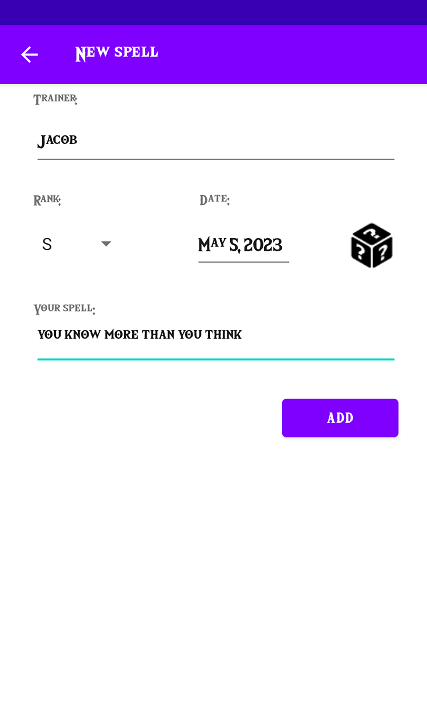 New spell
Trainer:
Jacob
Rank: Date:
S May 5, 2023
? ? ?
Your spell:
you know more than you think
ADD